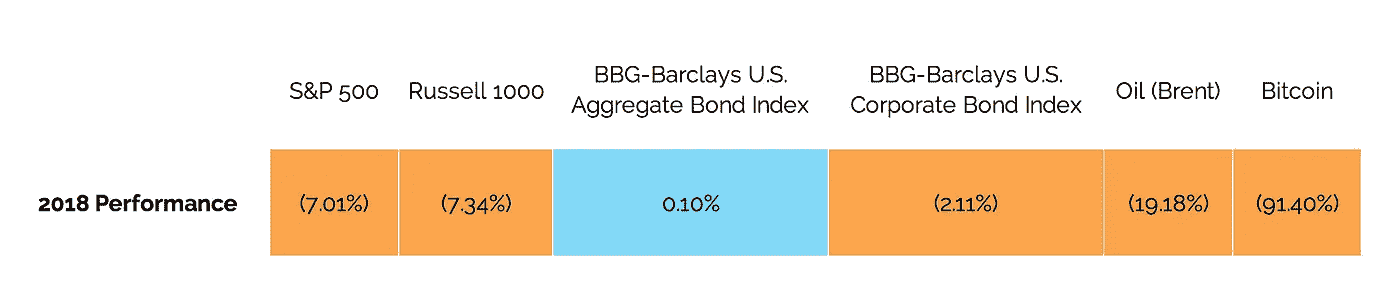 S&P 500
Russell 1000
BBG-Barclays U.S.
Aggregate Bond Index
BBG-Barclays U.S.
Corporate Bond Index
Oil (Brent)
Bitcoin
2018 Performance
(7.01%)
(7.34%)
0.10%
(2.11%)
(19.18%)
(91.40%)